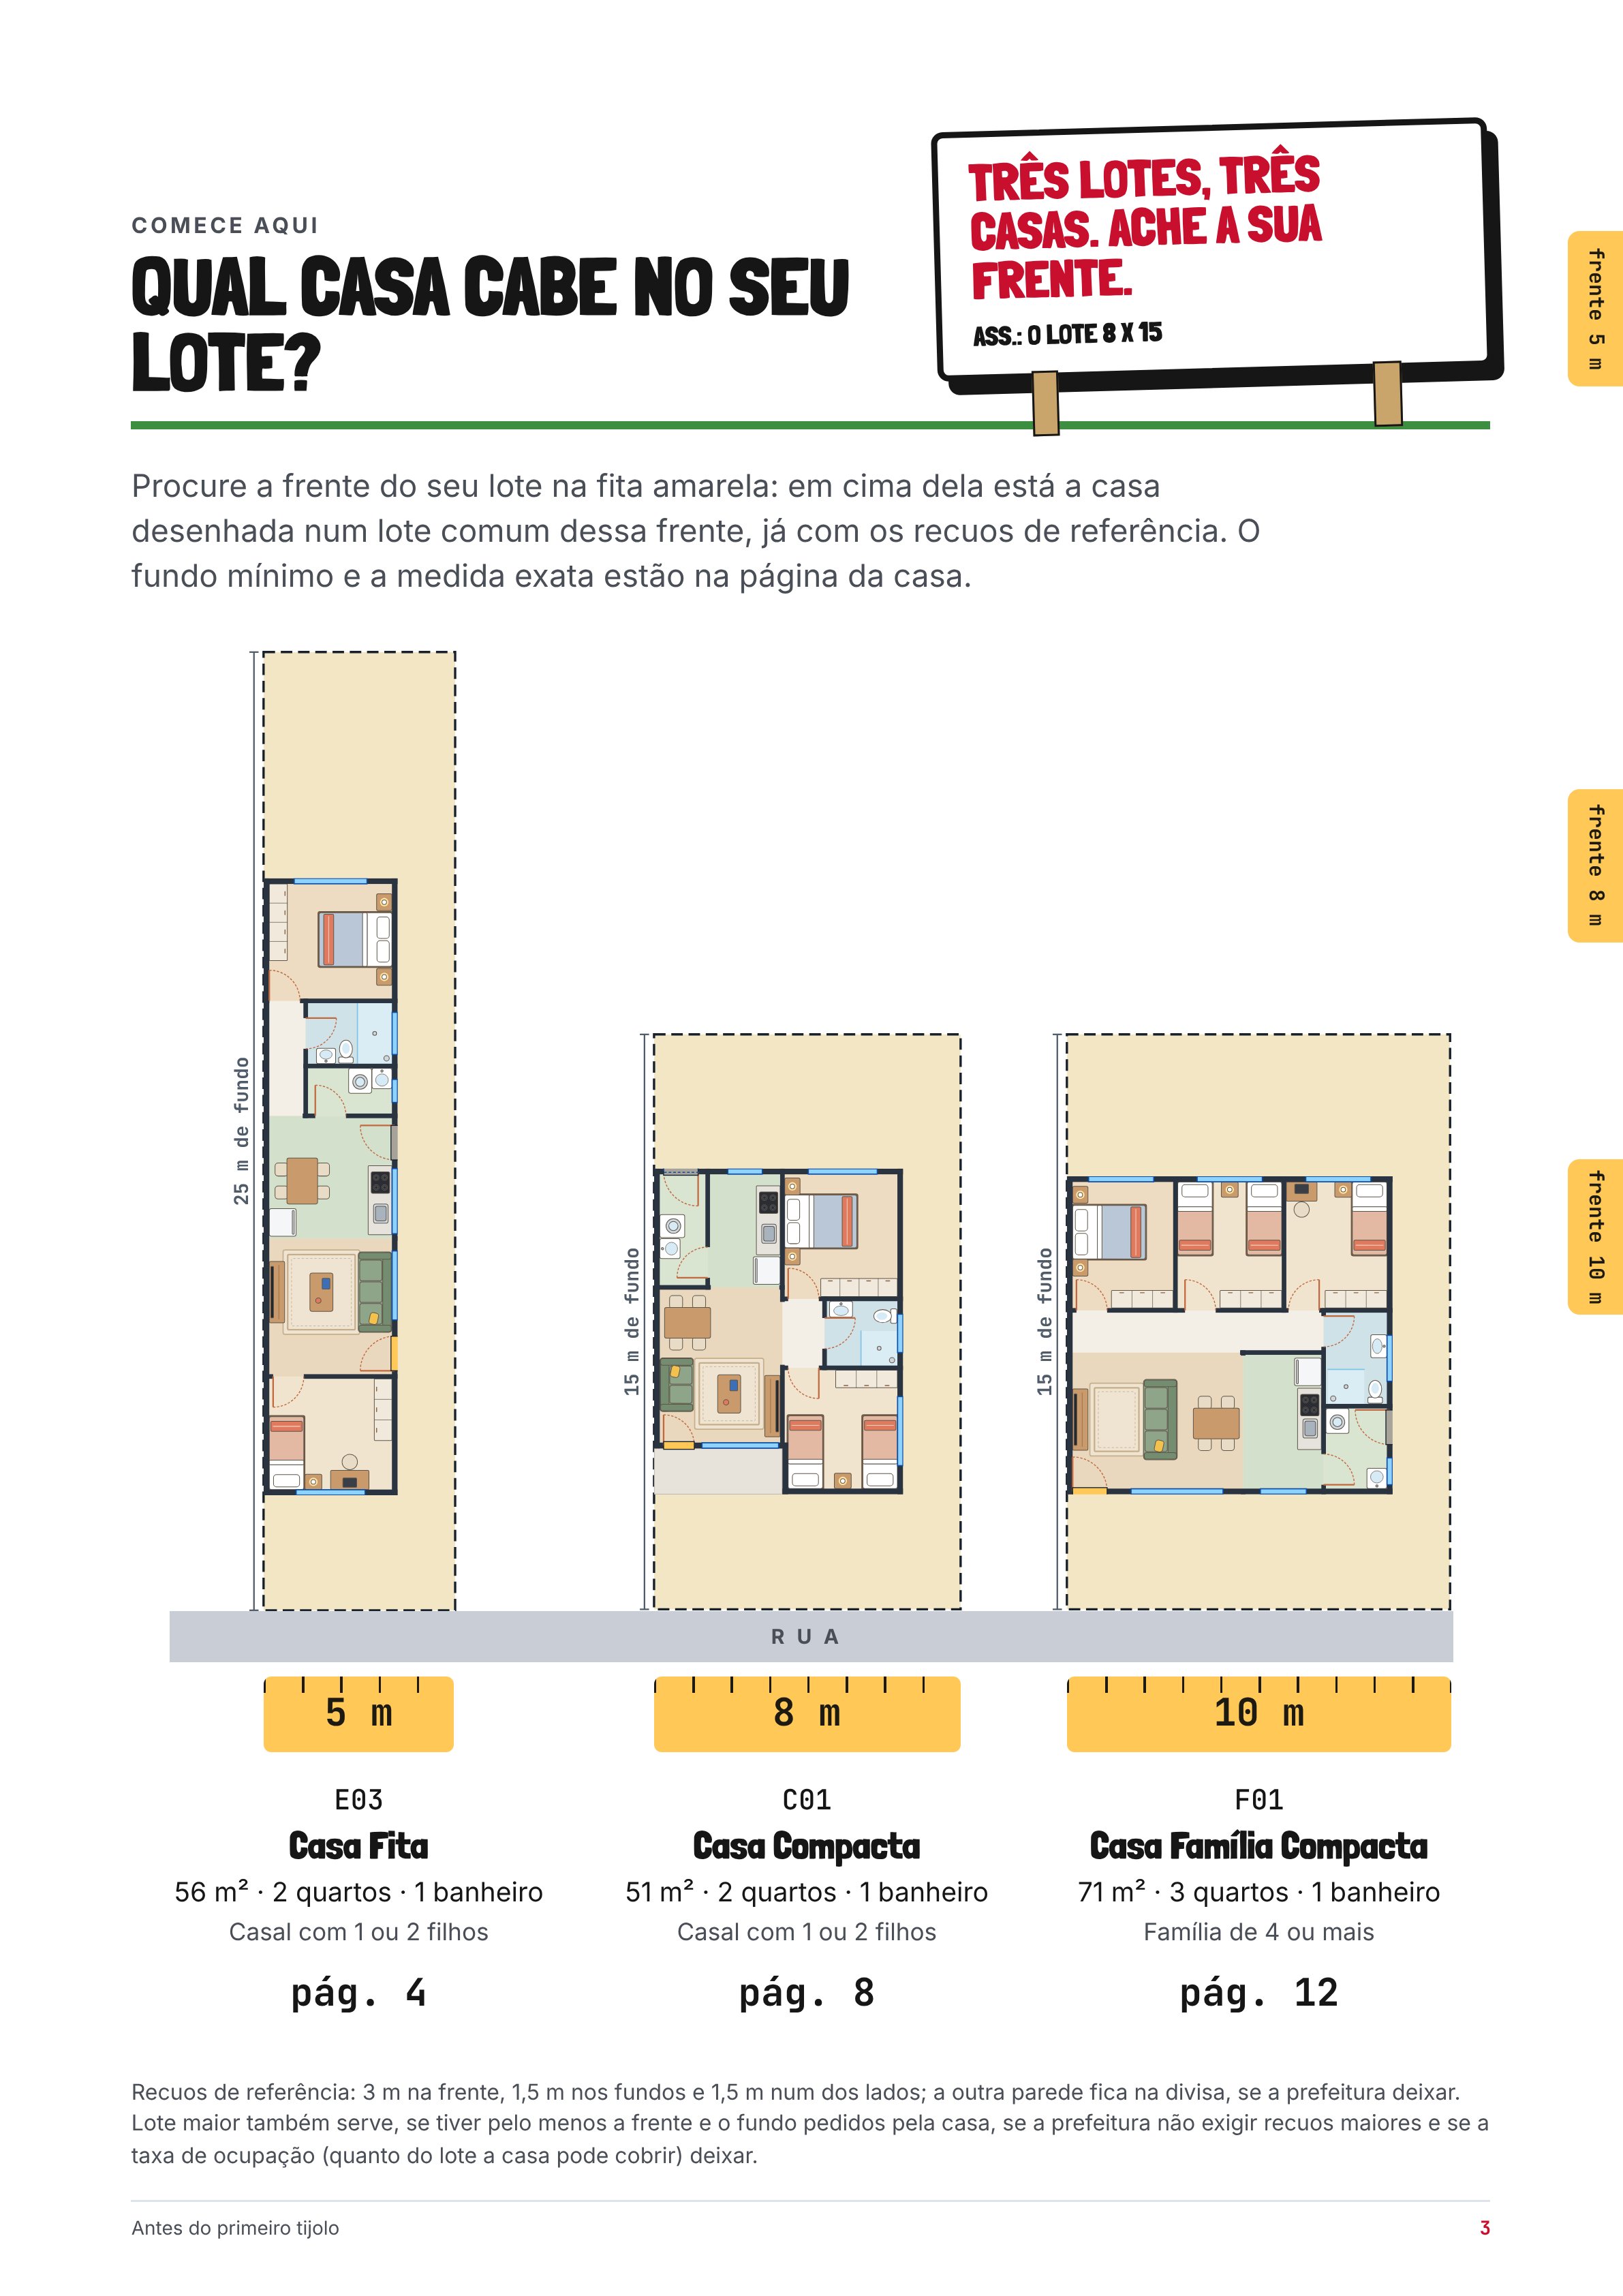 COMECE AQUI
QUAL CASA CABE NO SEU
LOTE?
TRÊS LOTES, TRÊS
CASAS. ACHE A SUA
FRENTE.
ASS.: O LOTE 8 X 15
frente 5 m
frente 8 m
frente 10 m
Procure a frente do seu lote na fita amarela: em cima dela está a casa
desenhada num lote comum dessa frente, já com os recuos de referência. O
fundo mínimo e a medida exata estão na página da casa.
25 m de fundo
15 m de fundo
15 m de fundo
RUA
5 m
8 m
10 m
E03
Casa Fita
56 m² · 2 quartos · 1 banheiro
Casal com 1 ou 2 filhos
pág. 4
C01
Casa Compacta
51 m² · 2 quartos · 1 banheiro
Casal com 1 ou 2 filhos
pág. 8
F01
Casa Família Compacta
71 m² · 3 quartos · 1 banheiro
Família de 4 ou mais
pág. 12
Recuos de referência: 3 m na frente, 1,5 m nos fundos e 1,5 m num dos lados; a outra parede fica na divisa, se a prefeitura deixar.
Lote maior também serve, se tiver pelo menos a frente e o fundo pedidos pela casa, se a prefeitura não exigir recuos maiores e se a
taxa de ocupação (quanto do lote a casa pode cobrir) deixar.
Antes do primeiro tijolo
3